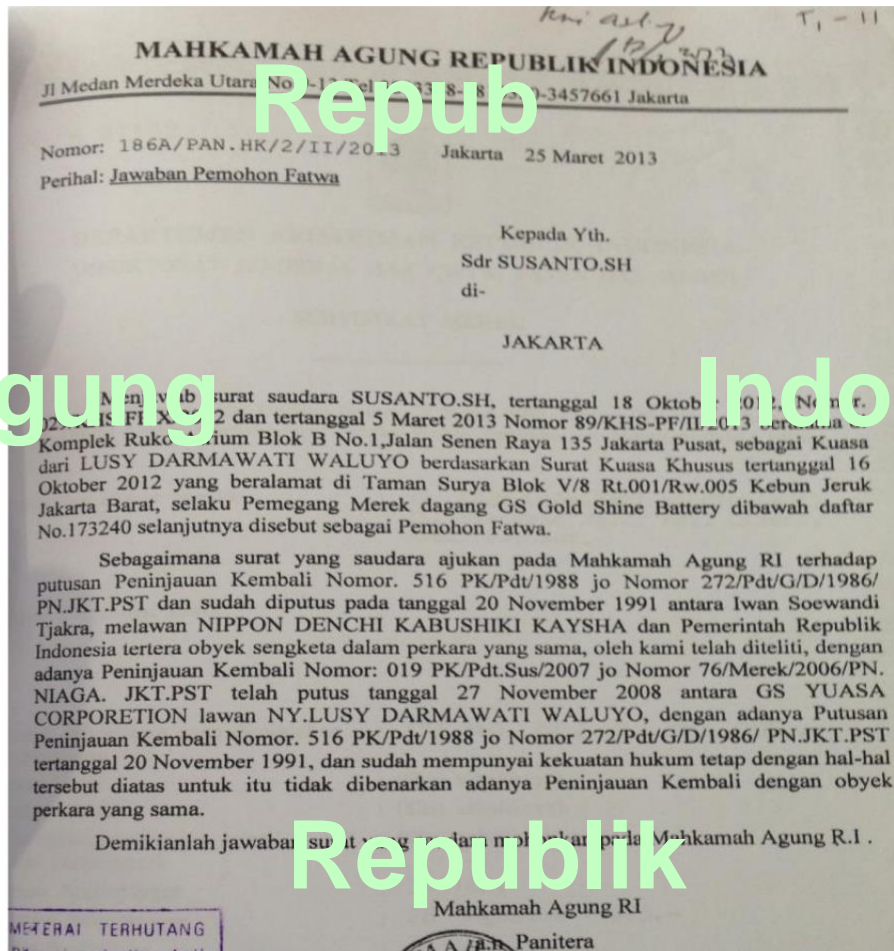 T, - 11
MAHKAMAH AGUNG REPUBLIK INDONESIA
Jl Medan Merdeka Utara No Jakarta
Repub
Nomor: 186A/PAN.HK/2/II/2013 Jakarta 25 Maret 2013
Perihal: Jawaban Pemohon Fatwa
Kepada Yth.
Sdr SUSANTO.SH
di-
JAKARTA
gung Indo
surat saudara SUSANTO.SH, tertanggal 18
dan tertanggal 5 Maret 2013 Nomor
Komplek Blok B No.1,Jalan Senen Raya 135 Jakarta Pusat, sebagai Kuasa
dari LUSY DARMAWATI WALUYO berdasarkan Surat Kuasa Khusus tertanggal 16
Oktober 2012 yang beralamat di Taman Surya Blok V/8 Rt.001/Rw.005 Kebun Jeruk
Jakarta Barat, selaku Pemegang Merek dagang GS Gold Shine Battery dibawah daftar
No.173240 selanjutnya disebut sebagai Pemohon Fatwa.
Sebagaimana surat yang saudara ajukan pada Mahkamah Agung RI terhadap
putusan Peninjauan Kembali Nomor. 516 PK/Pdt/1988 jo Nomor 272/Pdt/G/D/1986/
PN.JKT.PST dan sudah diputus pada tanggal 20 November 1991 antara Iwan Soewandi
Tjakra, melawan NIPPON DENCHI KABUSHIKI KAYSHA dan Pemerintah Republik
Indonesia tertera obyek sengketa dalam perkara yang sama, oleh kami telah diteliti, dengan
adanya Peninjauan Kembali Nomor: 019 PK/Pdt.Sus/2007 jo Nomor 76/Merek/2006/PN.
NIAGA. JKT.PST telah putus tanggal 27 November 2008 antara GS YUASA
CORPORETION lawan NY.LUSY DARMAWATI WALUYO, dengan adanya Putusan
Peninjauan Kembali Nomor. 516 PK/Pdt/1988 jo Nomor 272/Pdt/G/D/1986/ PN.JKT.PST
tertanggal 20 November 1991, dan sudah mempunyai kekuatan hukum tetap dengan hal-hal
tersebut diatas untuk itu tidak dibenarkan adanya Peninjauan Kembali dengan obyek
perkara yang sama.
Demikianlah jawaban pada Mahkamah Agung R.I .
Republik
Mahkamah Agung RI
a.n Panitera
METERAI TERHUTANG